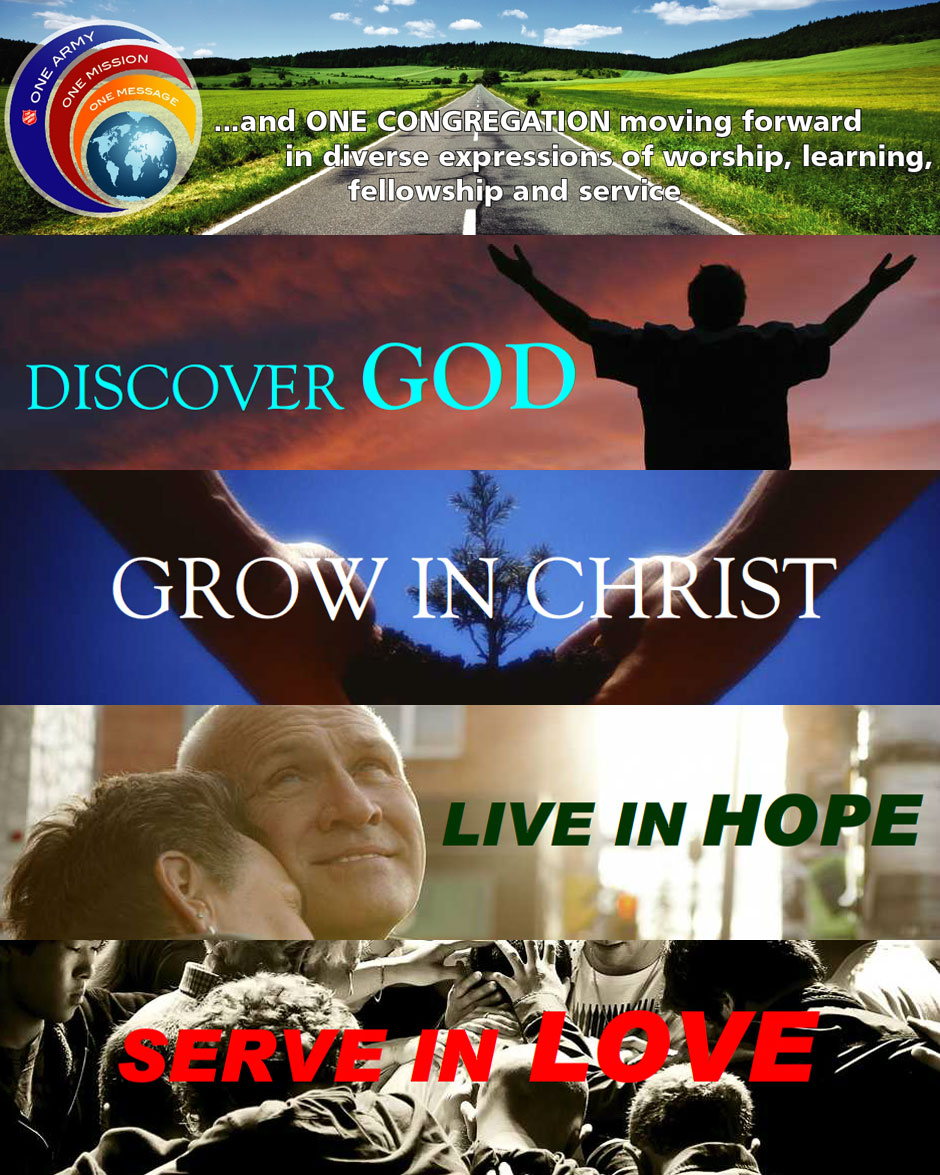 ONE ARMY
ONE MISSION
ONE MESSAGE
...and ONE CONGREGATION moving forward
in diverse expressions of worship, learning,
fellowship and service
DISCOVER GOD
GROW IN CHRIST
LIVE IN HOPE
SERVE IN LOVE